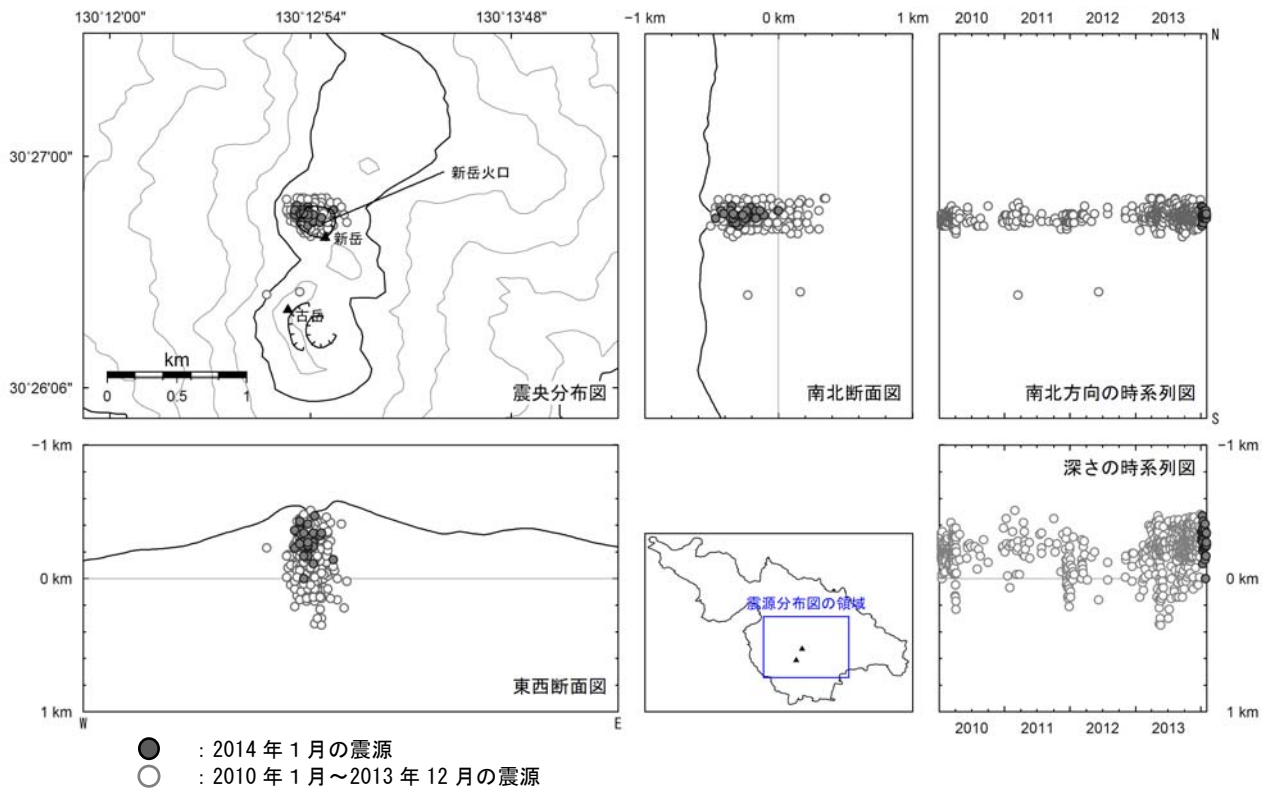 130°12'00" 130°12'54" 130°13'48"
−1 km 0 km 1 km
2010 2011 2012 2013
N
30°27'00"
新岳火口
新岳
古岳
km
0 0.5 1
30°26'06"
震央分布図
南北断面図
南北方向の時系列図
S
−1 km
0 km
1 km
W E
東西断面図
震源分布図の領域
深さの時系列図
−1 km
0 km
1 km
2010 2011 2012 2013
：2014 年 1 月の震源
：2010 年 1 月～2013 年 12 月の震源